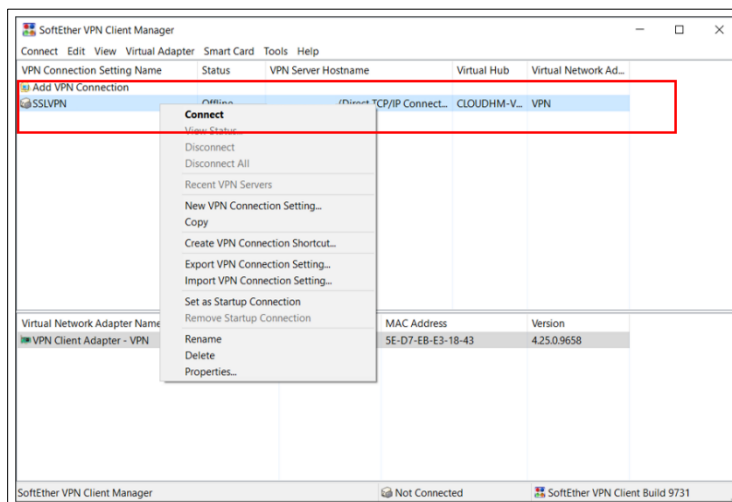 SoftEther VPN Client Manager
Connect Edit View Virtual Adapter Smart Card Tools Help
VPN Connection Setting Name Status VPN Server Hostname Virtual Hub Virtual Network Ad...
Add VPN Connection
SSLVPN Offline (Direct TCP/IP Connect... CLOUDHM-V... VPN
Connect
View Status...
Disconnect
Disconnect All
Recent VPN Servers
New VPN Connection Setting...
Copy
Create VPN Connection Shortcut...
Export VPN Connection Setting...
Import VPN Connection Setting...
Set as Startup Connection
Remove Startup Connection
Rename
Delete
Properties...
Virtual Network Adapter Name MAC Address Version
VPN Client Adapter - VPN 5E-D7-EB-E3-18-43 4.25.0.9658
SoftEther VPN Client Manager Not Connected SoftEther VPN Client Build 9731